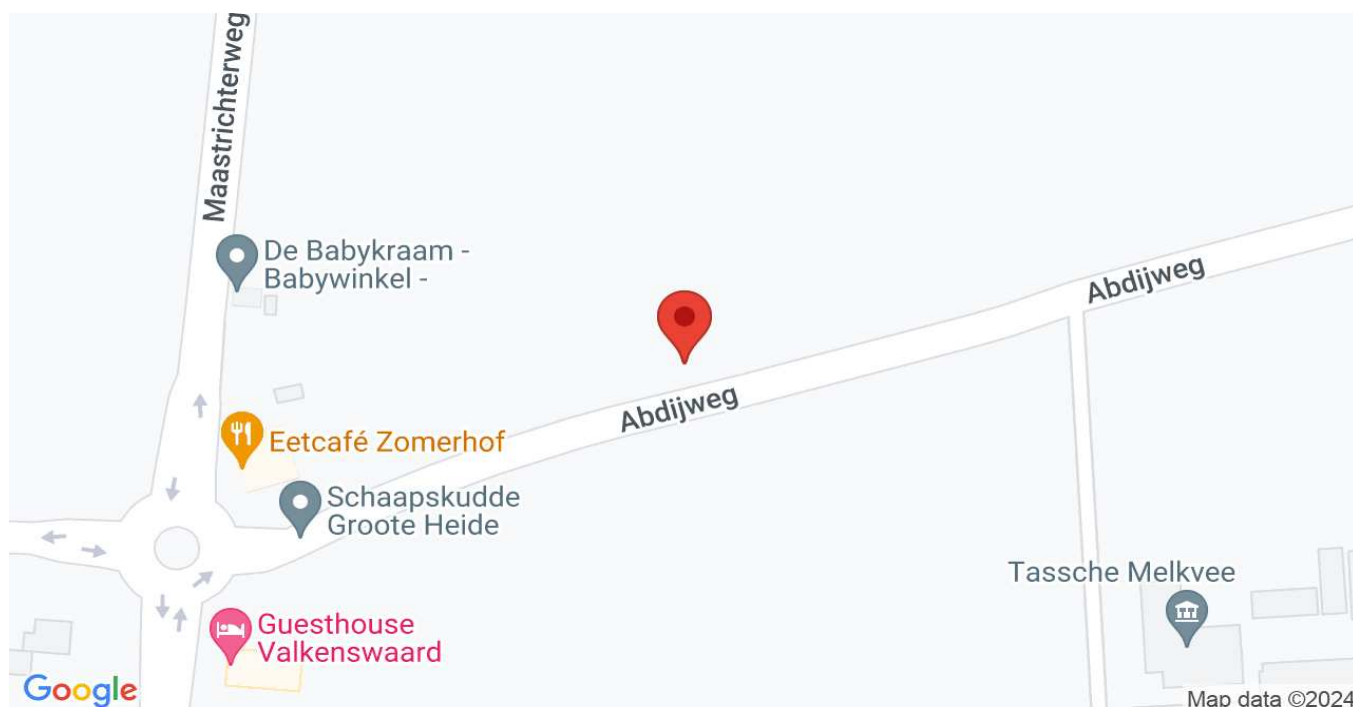 Maastrichterweg
De Babykraam -
Babywinkel -
Abdijweg
Abdijweg
Eetcafé Zomerhof
Schaapskudde
Groote Heide
Tassche Melkvee
Guesthouse
Valkenswaard
Google
Map data ©2024